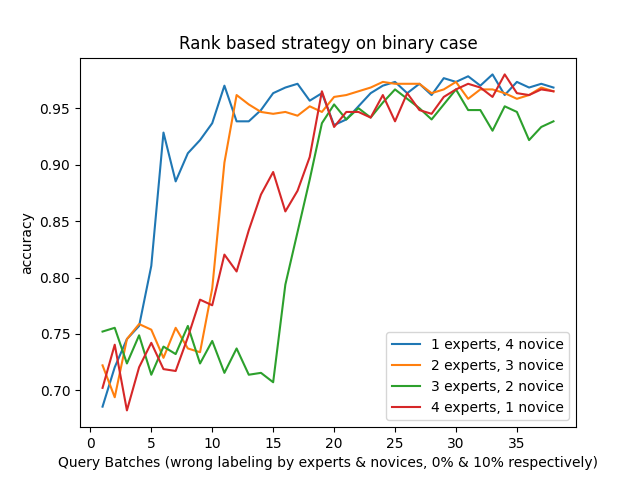 Rank based strategy on binary case
accuracy
0.95
0.90
0.85
0.80
0.75
0.70
0 5 10 15 20 25 30 35
Query Batches (wrong labeling by experts & novices, 0% & 10% respectively)
1 experts, 4 novice
2 experts, 3 novice
3 experts, 2 novice
4 experts, 1 novice